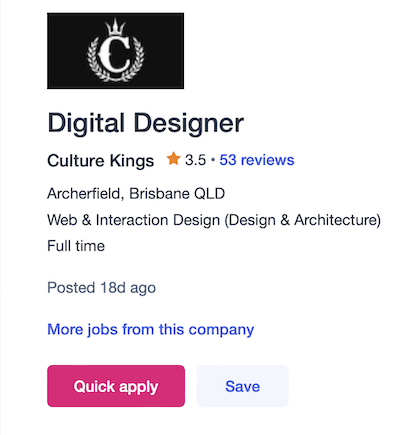 C
Digital Designer
Culture Kings ★ 3.5 • 53 reviews
Archerfield, Brisbane QLD
Web & Interaction Design (Design & Architecture)
Full time
Posted 18d ago
More jobs from this company
Quick apply Save